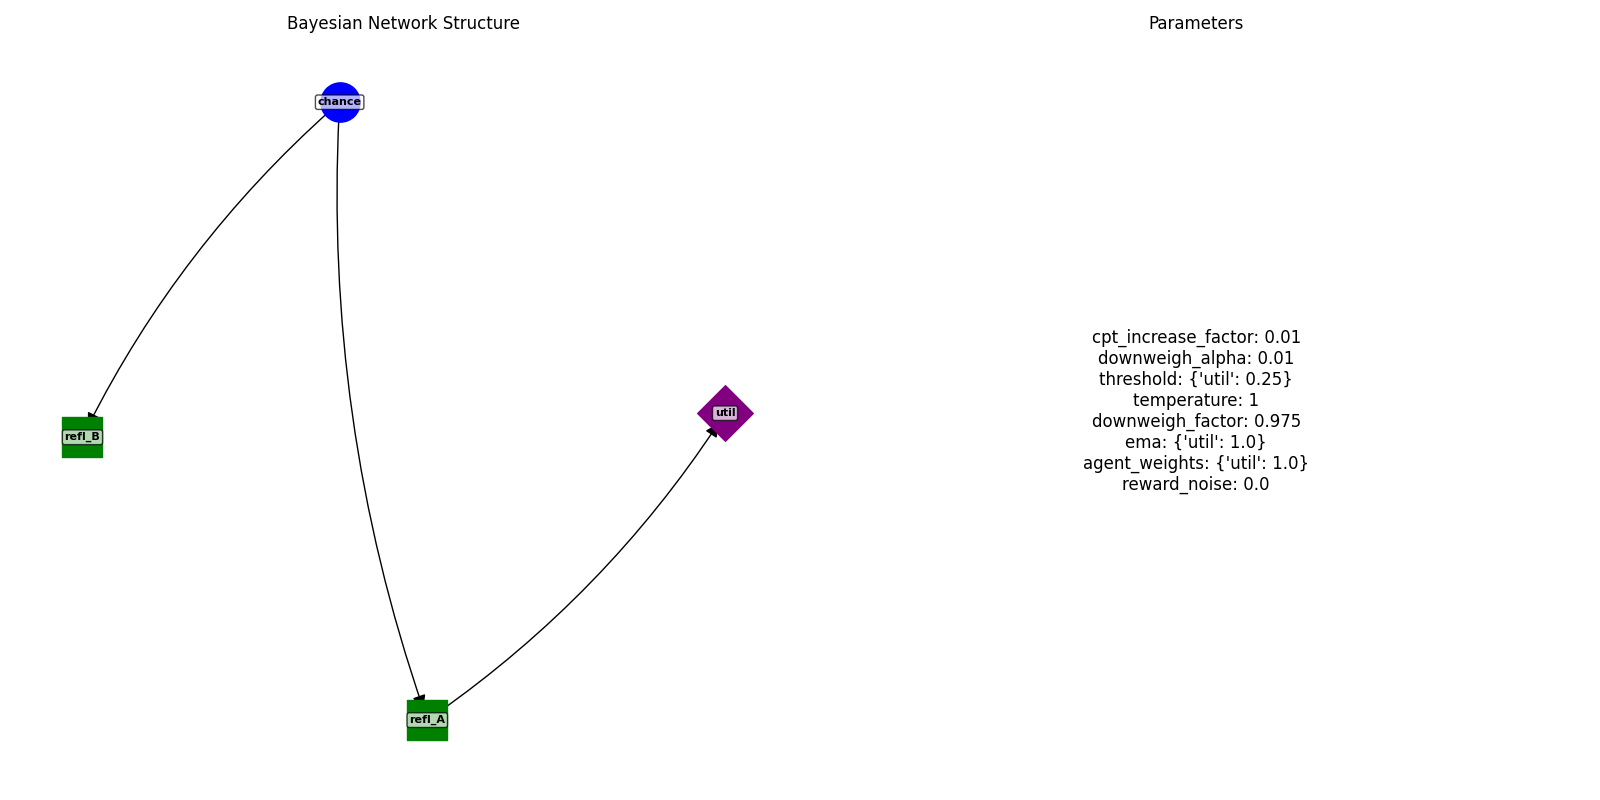 Bayesian Network Structure
Parameters
chance
refl_B
util
refl_A
cpt_increase_factor: 0.01
downweigh_alpha: 0.01
threshold: {'util': 0.25}
temperature: 1
downweigh_factor: 0.975
ema: {'util': 1.0}
agent_weights: {'util': 1.0}
reward_noise: 0.0